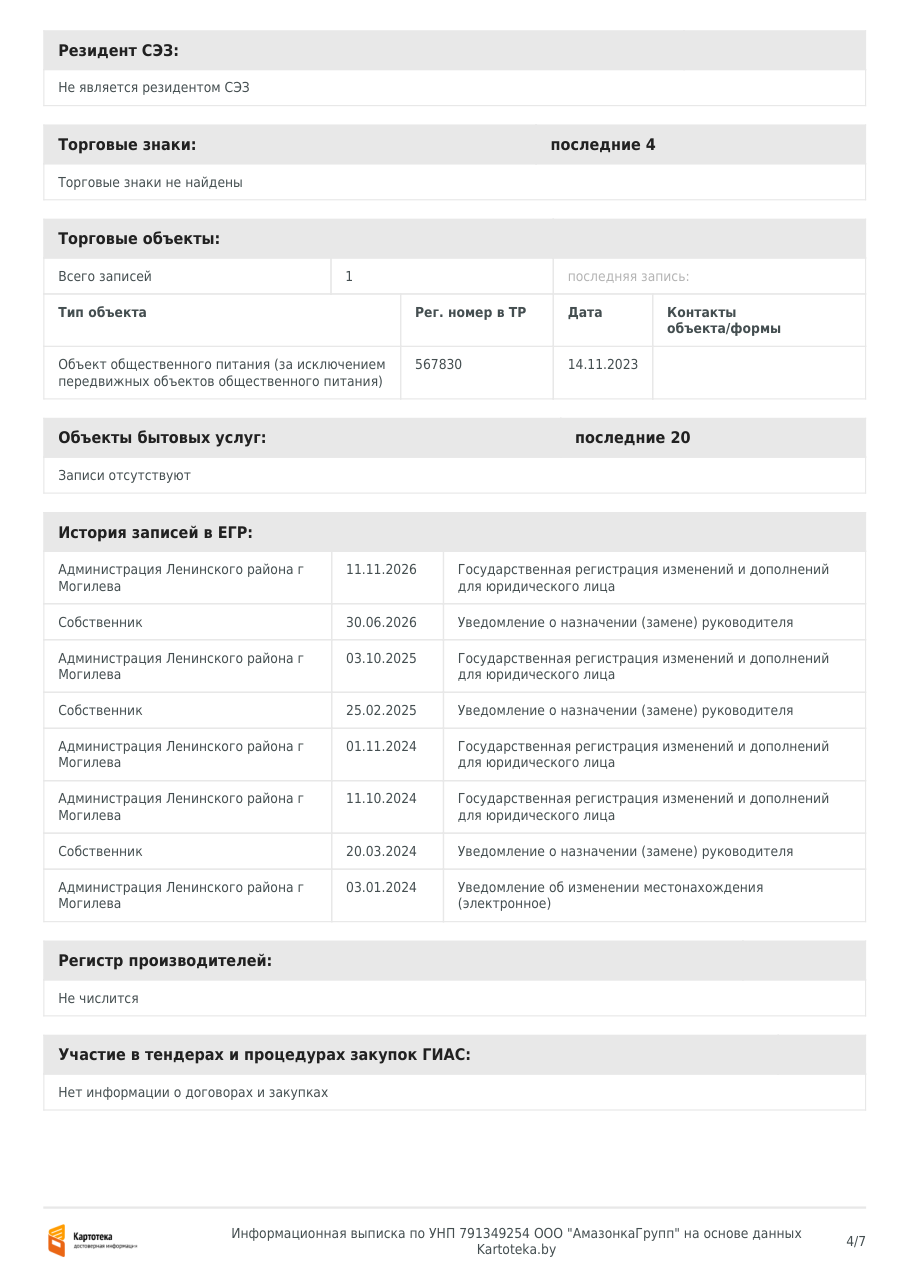 Резидент СЭЗ:
Не является резидентом СЭЗ
Торговые знаки: последние 4
Торговые знаки не найдены
Торговые объекты:
Всего записей 1 последняя запись:
Тип объекта Рег. номер в ТР Дата Контакты
объекта/формы
Объект общественного питания (за исключением 567830 14.11.2023
передвижных объектов общественного питания)
Объекты бытовых услуг: последние 20
Записи отсутствуют
История записей в ЕГР:
Администрация Ленинского района г 11.11.2026 Государственная регистрация изменений и дополнений
Могилева для юридического лица
Собственник 30.06.2026 Уведомление о назначении (замене) руководителя
Администрация Ленинского района г 03.10.2025 Государственная регистрация изменений и дополнений
Могилева для юридического лица
Собственник 25.02.2025 Уведомление о назначении (замене) руководителя
Администрация Ленинского района г 01.11.2024 Государственная регистрация изменений и дополнений
Могилева для юридического лица
Администрация Ленинского района г 11.10.2024 Государственная регистрация изменений и дополнений
Могилева для юридического лица
Собственник 20.03.2024 Уведомление о назначении (замене) руководителя
Администрация Ленинского района г 03.01.2024 Уведомление об изменении местонахождения
Могилева (электронное)
Регистр производителей:
Не числится
Участие в тендерах и процедурах закупок ГИАС:
Нет информации о договорах и закупках
Картотека
достоверная информация
Информационная выписка по УНП 791349254 ООО "АмазонкаГрупп" на основе данных
Kartoteka.by
4/7